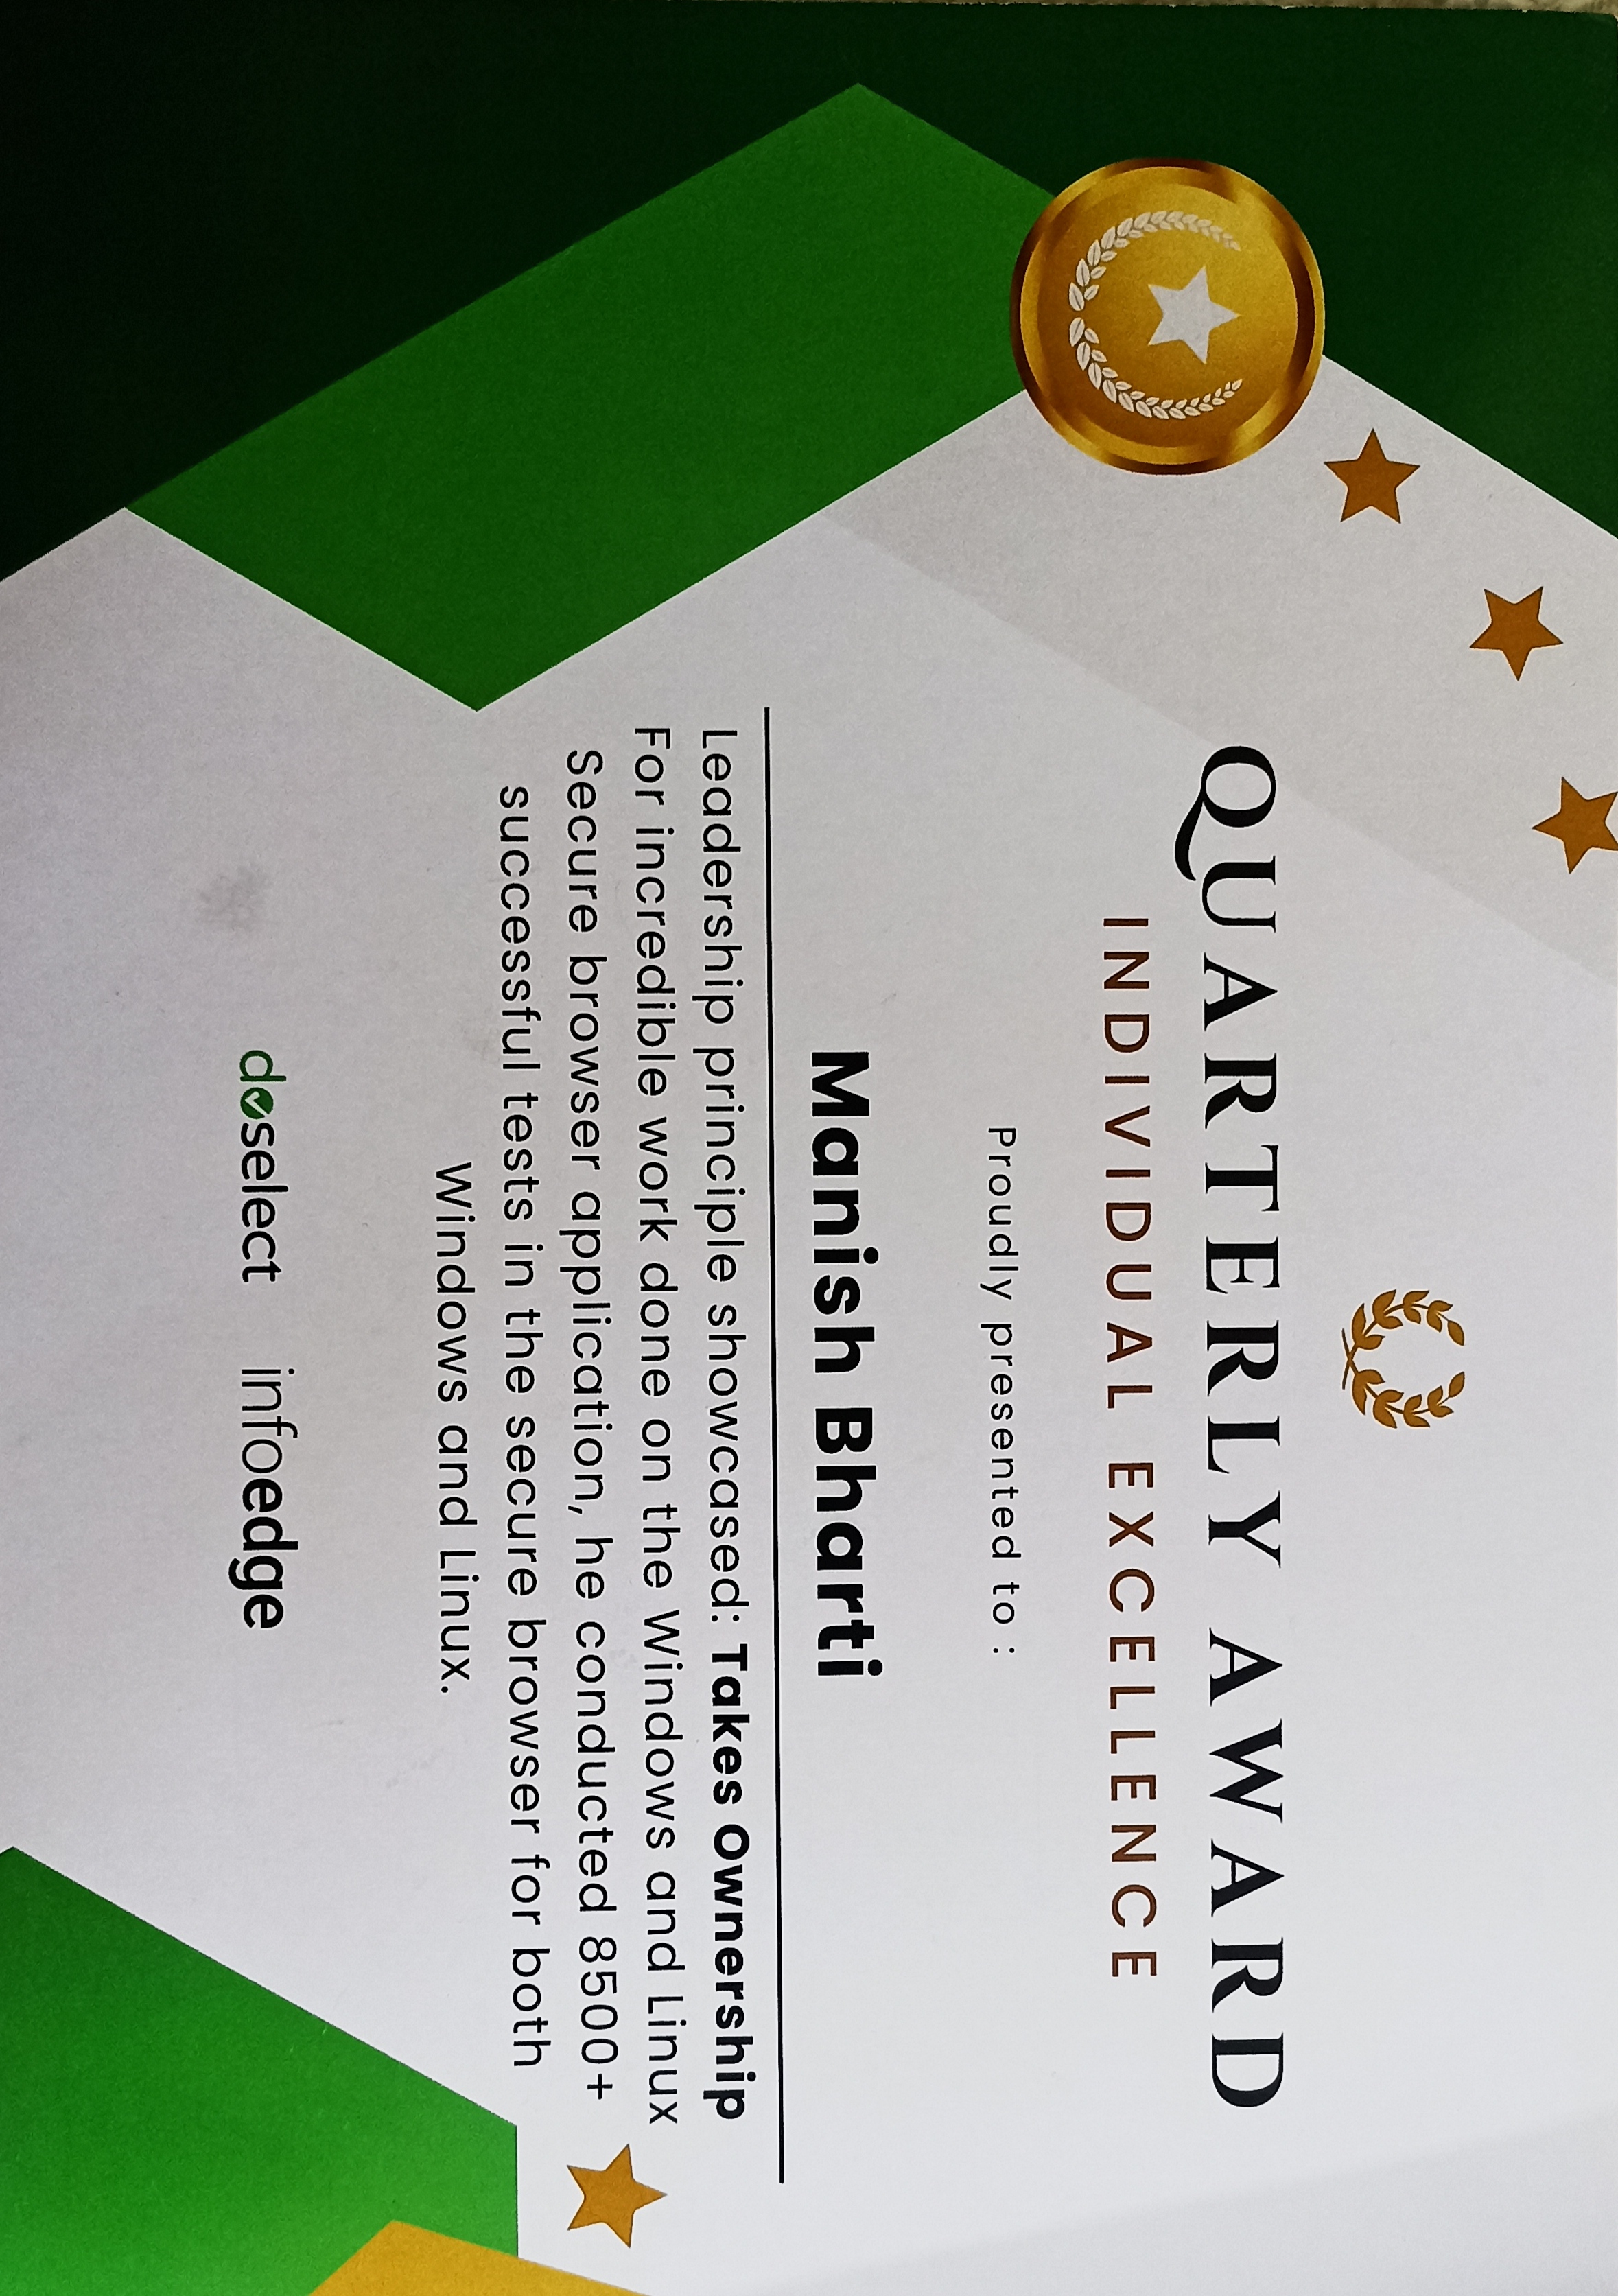 QUARTERLY AWARD
INDIVIDUAL EXCELLENCE
Proudly presented to :
Manish Bharti
Leadership principle showcased: Takes Ownership
For incredible work done on the Windows and Linux
Secure browser application, he conducted 8500+
successful tests in the secure browser for both
Windows and Linux.
doselect infoedge